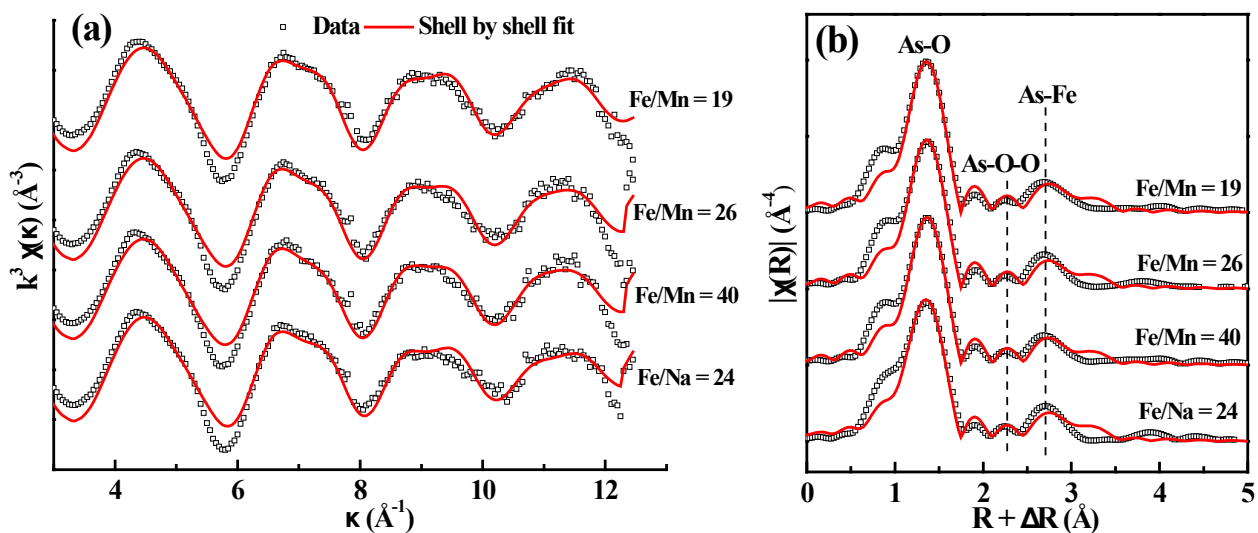 (a)
Data
Shell by shell fit
Fe/Mn = 19
Fe/Mn = 26
Fe/Mn = 40
Fe/Na = 24
k³ χ(κ) (Å⁻³)
4 6 8 10 12
κ (Å⁻¹)
(b)
As-O
As-Fe
As-O-O
Fe/Mn = 19
Fe/Mn = 26
Fe/Mn = 40
Fe/Na = 24
|χ(R)| (Å⁻⁴)
0 1 2 3 4 5
R + ΔR (Å)